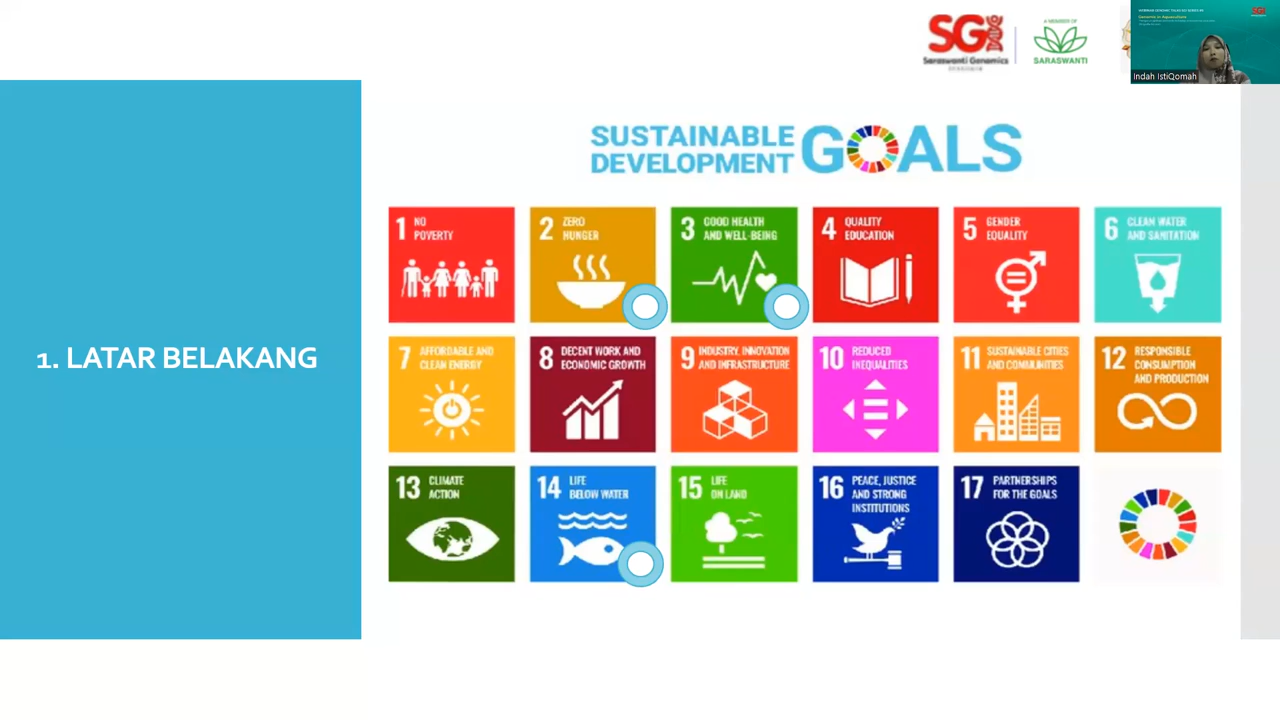 SGi
Saraswanti Genomics
A MEMBER OF
SARASWANTI
Indah IstiQomah
SUSTAINABLE
DEVELOPMENT
GOALS
1 NO
POVERTY
2 ZERO
HUNGER
3 GOOD HEALTH
AND WELL-BEING
4 QUALITY
EDUCATION
5 GENDER
EQUALITY
6 CLEAN WATER
AND SANITATION
1. LATAR BELAKANG
7 AFFORDABLE AND
CLEAN ENERGY
8 DECENT WORK AND
ECONOMIC GROWTH
9 INDUSTRY, INNOVATION
AND INFRASTRUCTURE
10 REDUCED
INEQUALITIES
11 SUSTAINABLE CITIES
AND COMMUNITIES
12 RESPONSIBLE
CONSUMPTION
AND PRODUCTION
13 CLIMATE
ACTION
14 LIFE
BELOW WATER
15 LIFE
ON LAND
16 PEACE, JUSTICE
AND STRONG
INSTITUTIONS
17 PARTNERSHIPS
FOR THE GOALS